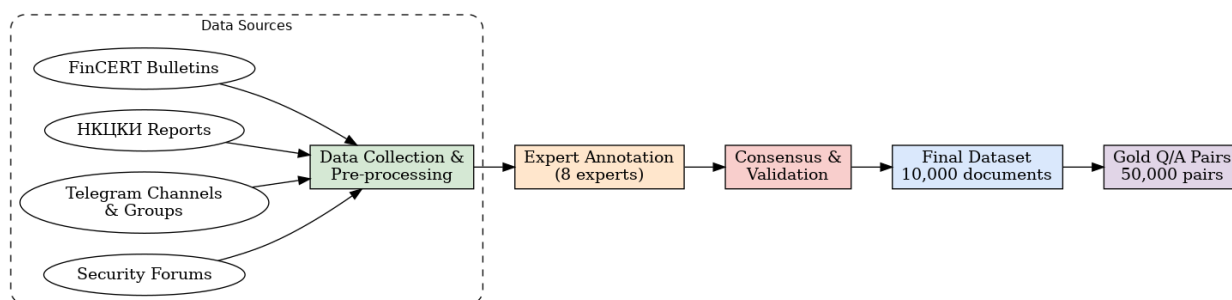 Data Sources
FinCERT Bulletins
НКЦКИ Reports
Telegram Channels
& Groups
Security Forums
Data Collection &
Pre-processing
Expert Annotation
(8 experts)
Consensus &
Validation
Final Dataset
10,000 documents
Gold Q/A Pairs
50,000 pairs